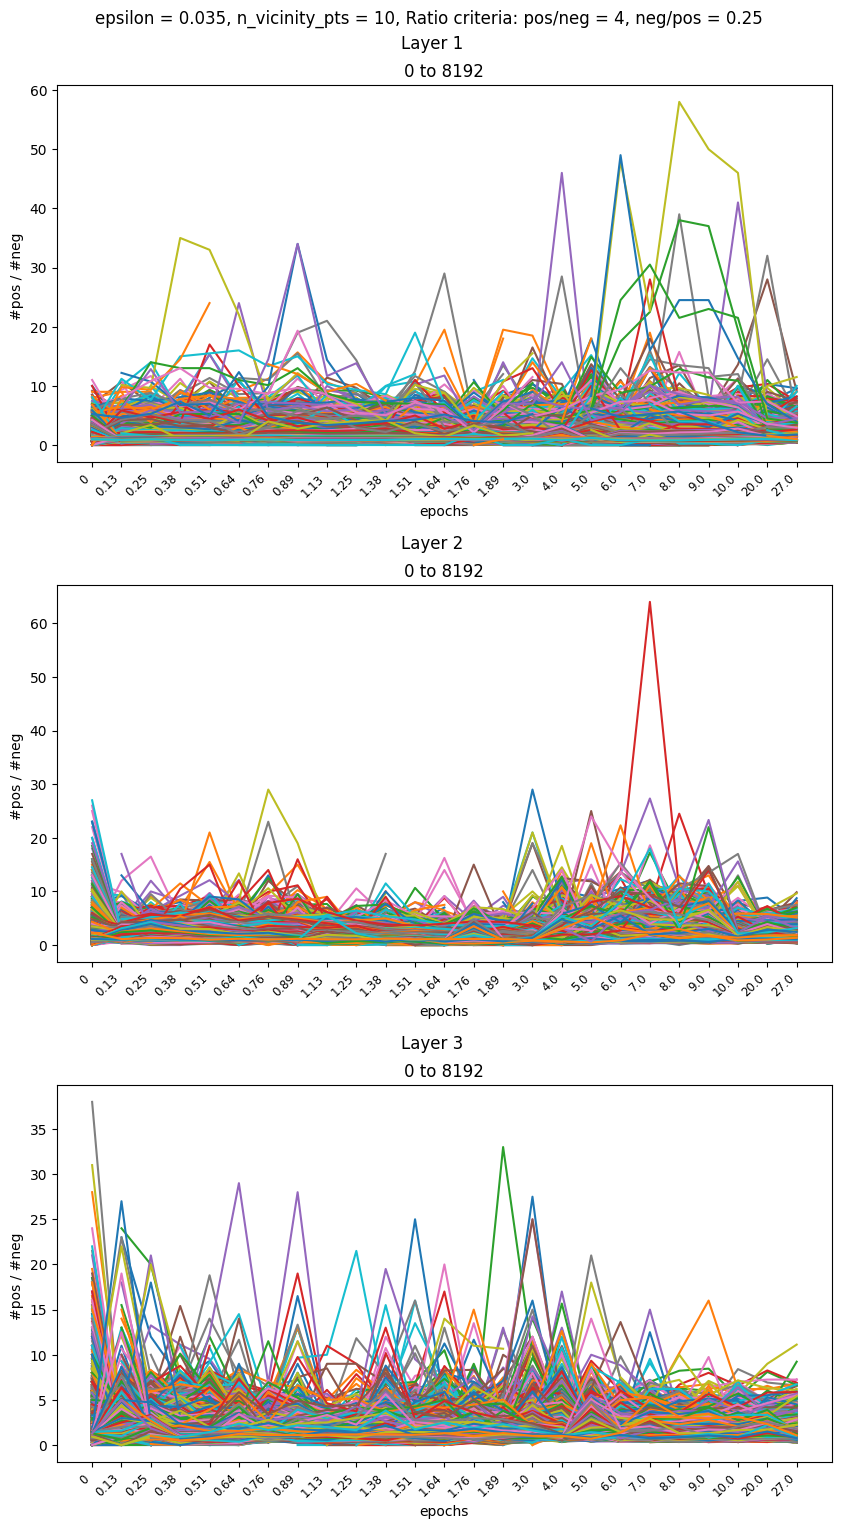 epsilon = 0.035, n_vicinity_pts = 10, Ratio criteria: pos/neg = 4, neg/pos = 0.25
Layer 1
0 to 8192
60
50
40
30
20
10
0
#pos / #neg
0 0.13 0.25 0.38 0.51 0.64 0.76 0.89 1.13 1.25 1.38 1.51 1.64 1.76 1.89 3.0 4.0 5.0 6.0 7.0 8.0 9.0 10.0 20.0 27.0
epochs
Layer 2
0 to 8192
60
50
40
30
20
10
0
#pos / #neg
0 0.13 0.25 0.38 0.51 0.64 0.76 0.89 1.13 1.25 1.38 1.51 1.64 1.76 1.89 3.0 4.0 5.0 6.0 7.0 8.0 9.0 10.0 20.0 27.0
epochs
Layer 3
0 to 8192
35
30
25
20
15
10
5
0
#pos / #neg
0 0.13 0.25 0.38 0.51 0.64 0.76 0.89 1.13 1.25 1.38 1.51 1.64 1.76 1.89 3.0 4.0 5.0 6.0 7.0 8.0 9.0 10.0 20.0 27.0
epochs